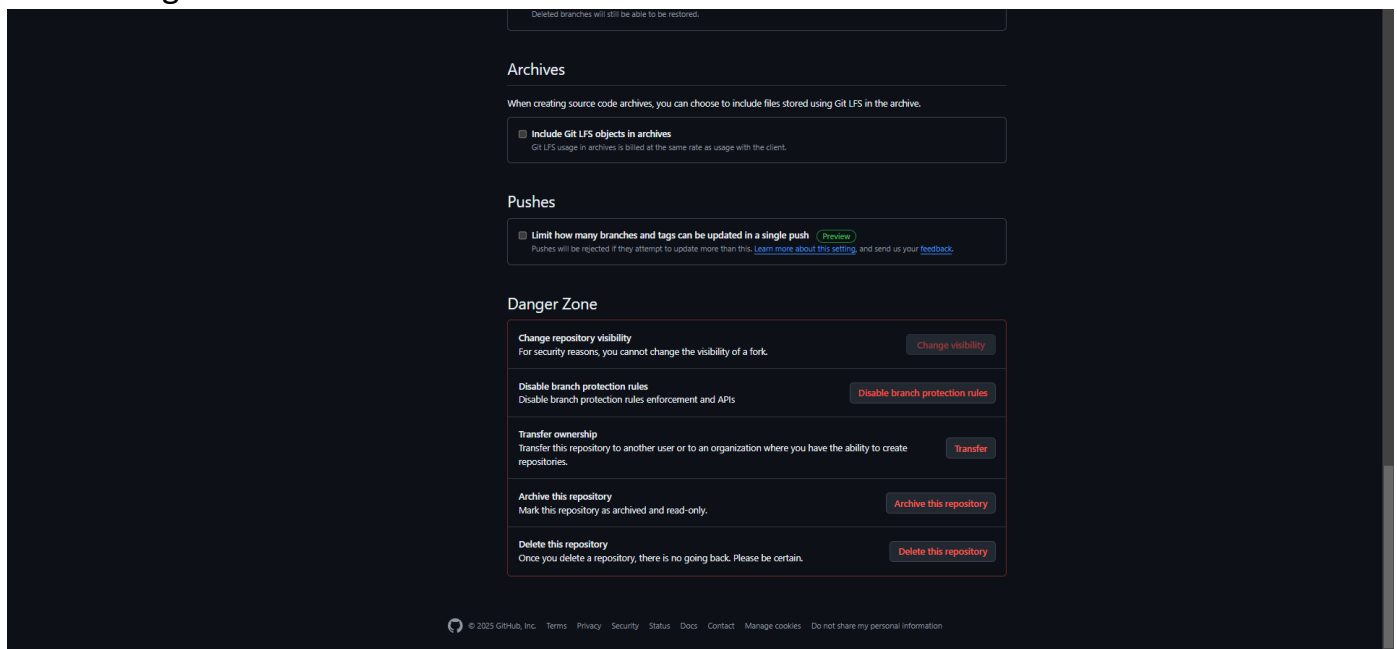 Deleted branches will still be able to be restored.
Archives
When creating source code archives, you can choose to include files stored using Git LFS in the archive.
Include Git LFS objects in archives
Git LFS usage in archives is billed at the same rate as usage with the client.
Pushes
Limit how many branches and tags can be updated in a single push Preview
Pushes will be rejected if they attempt to update more than this. Learn more about this setting, and send us your feedback.
Danger Zone
Change repository visibility
For security reasons, you cannot change the visibility of a fork.
Change visibility
Disable branch protection rules
Disable branch protection rules enforcement and APIs
Disable branch protection rules
Transfer ownership
Transfer this repository to another user or to an organization where you have the ability to create
repositories.
Transfer
Archive this repository
Mark this repository as archived and read-only.
Archive this repository
Delete this repository
Once you delete a repository, there is no going back. Please be certain.
Delete this repository
© 2025 GitHub, Inc. Terms Privacy Security Status Docs Contact Manage cookies Do not share my personal information